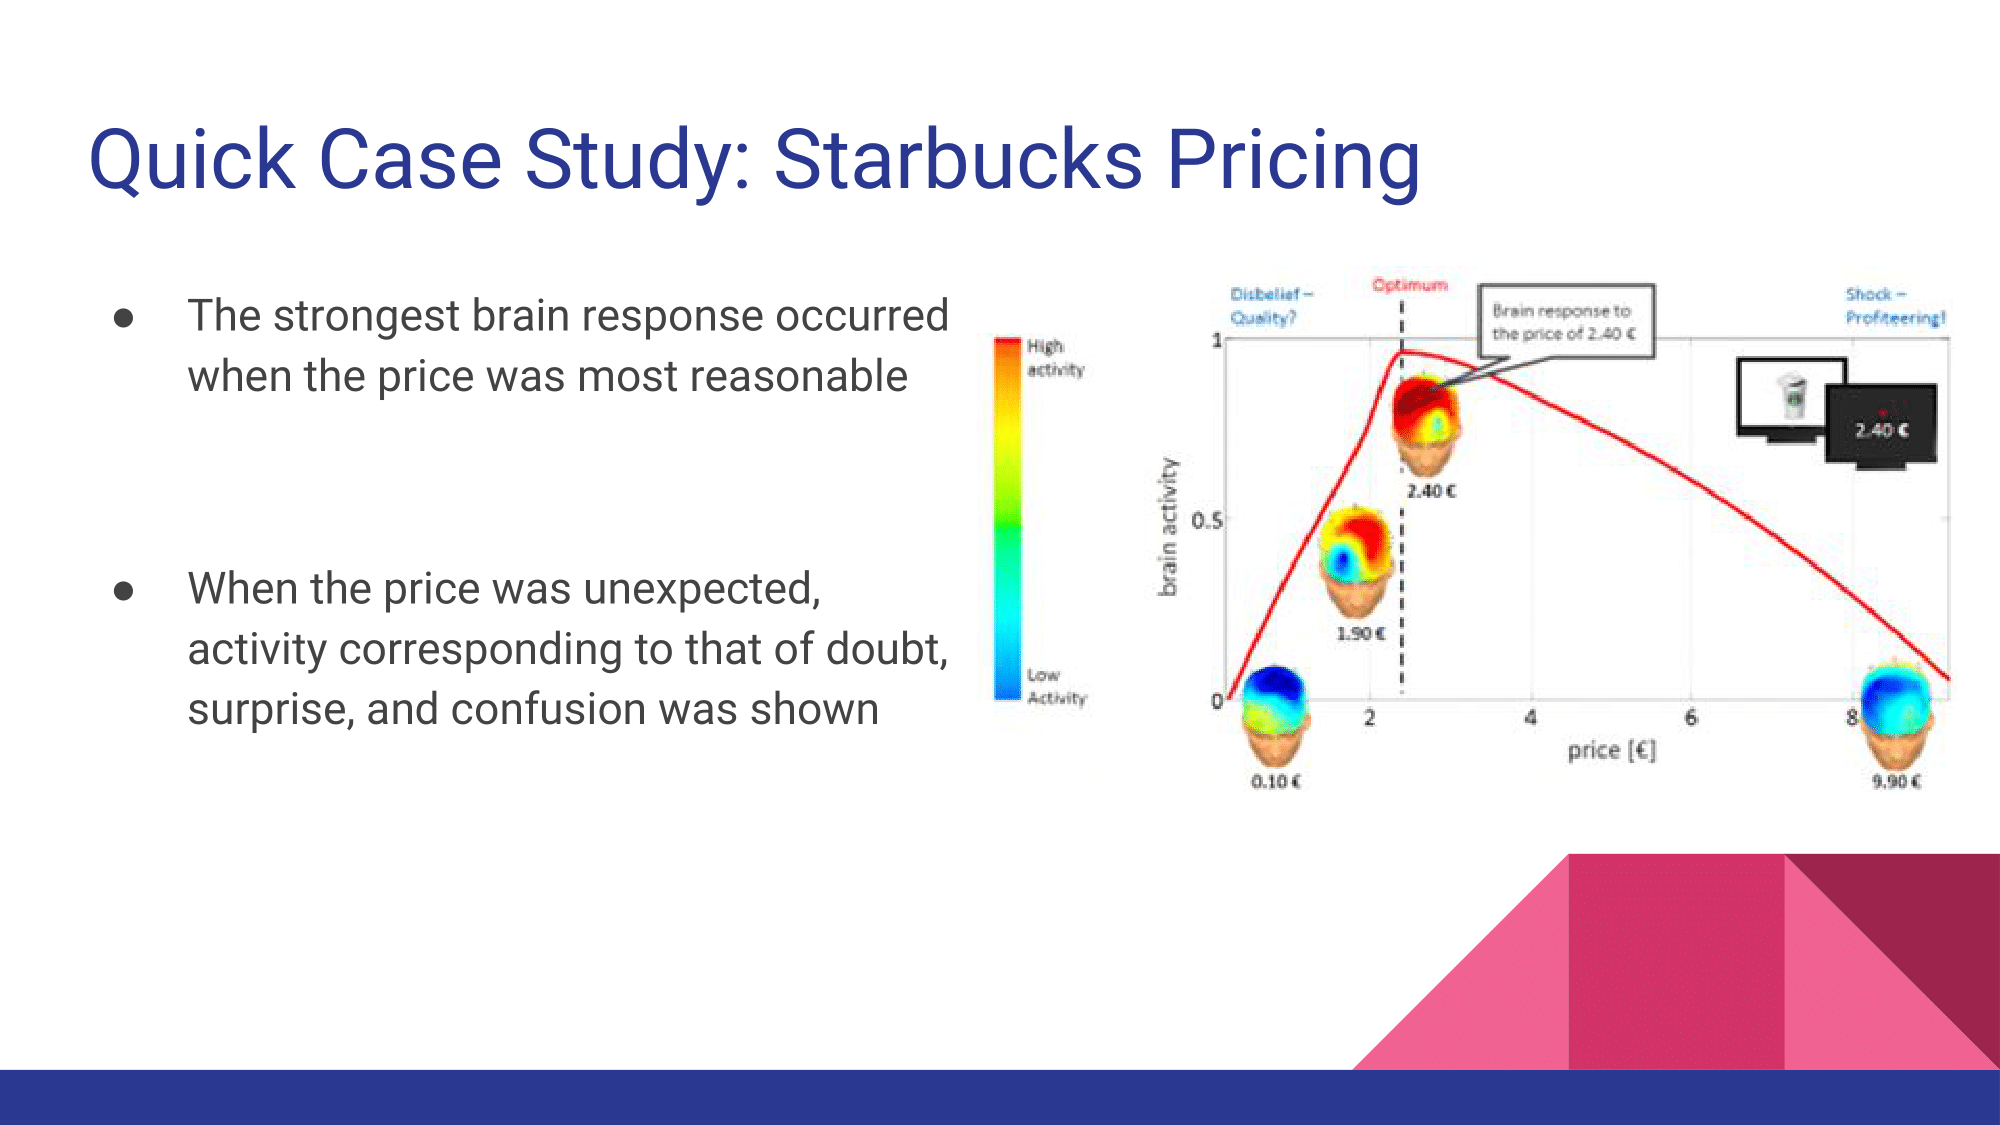 Quick Case Study: Starbucks Pricing
● The strongest brain response occurred
when the price was most reasonable
● When the price was unexpected,
activity corresponding to that of doubt,
surprise, and confusion was shown
High
activity
Low
Activity
Disbelief –
Quality?
Optimum
Brain response to
the price of 2.40 €
Shock –
Profiteering!
2.40 €
brain activity
1
0.5
0
2.40 €
1.90 €
0.10 €
9.90 €
2
4
6
8
price [€]